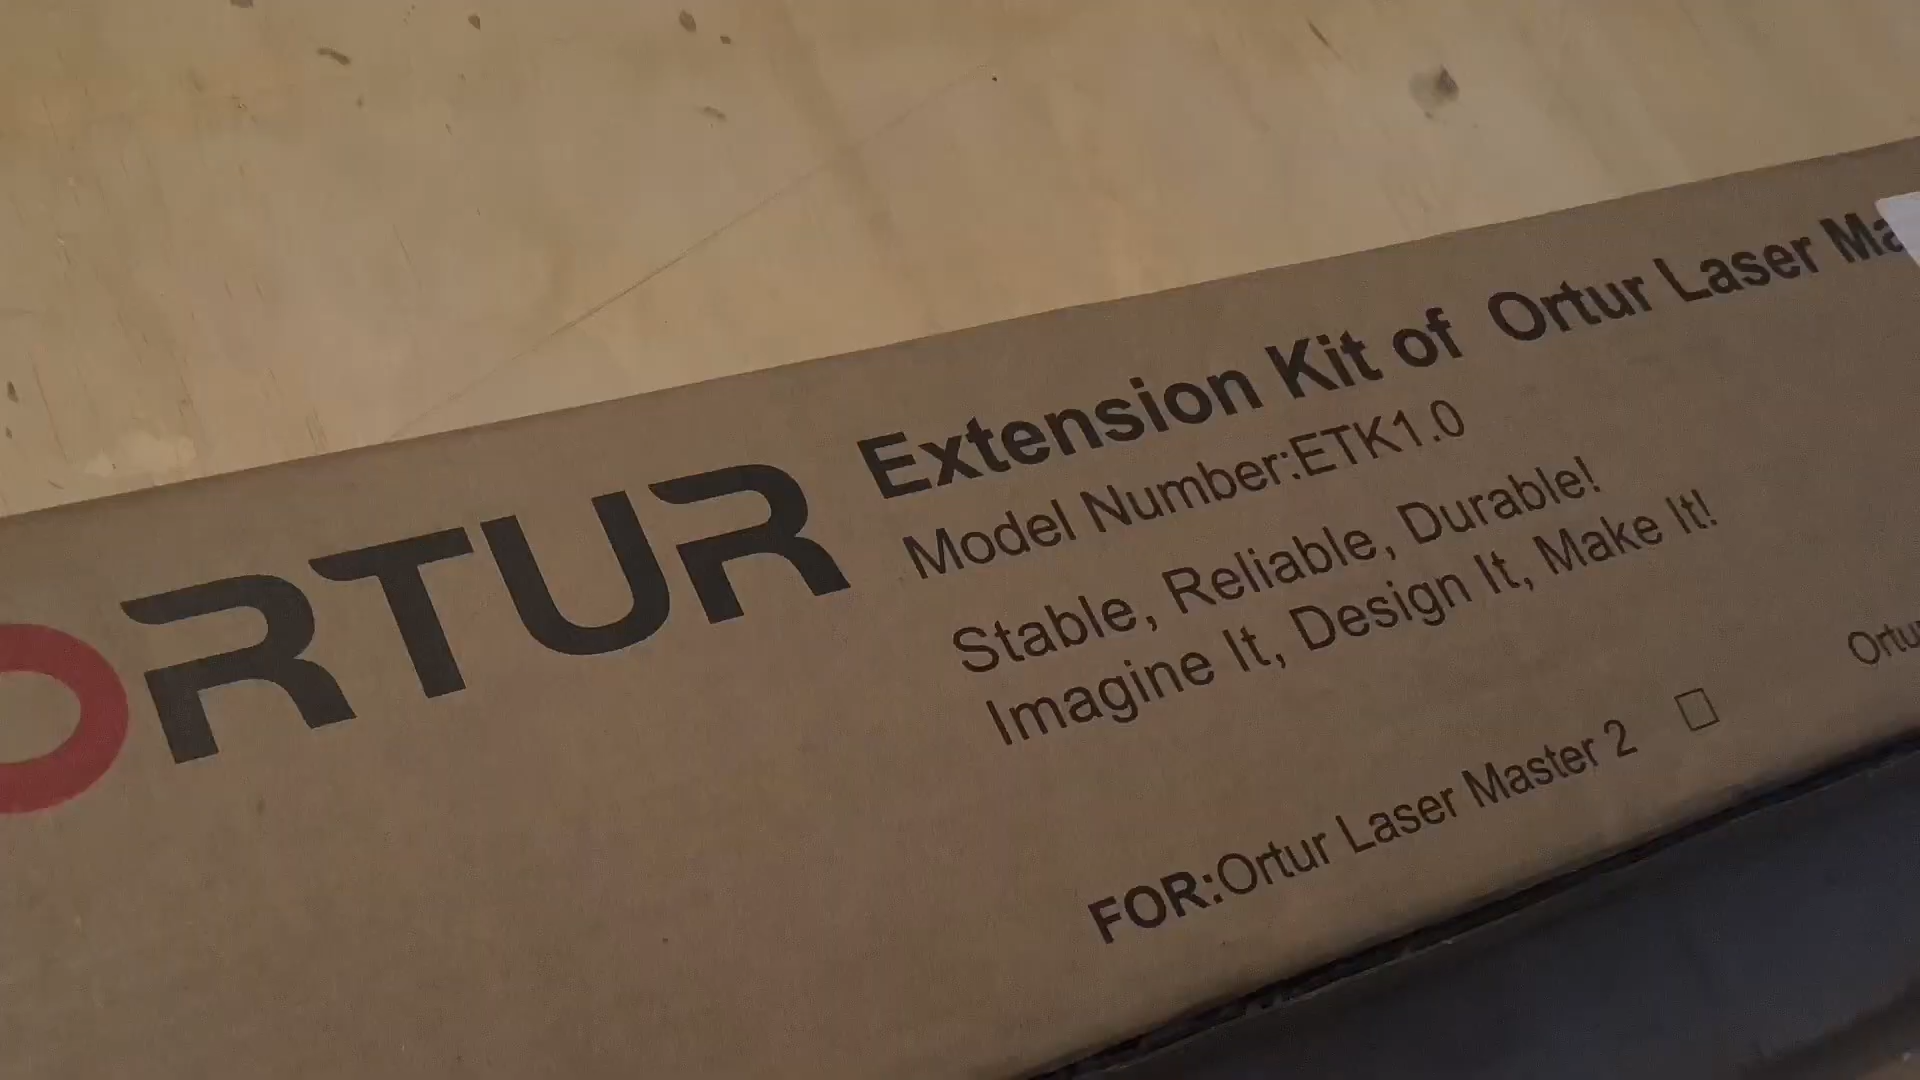 ORTUR
Extension Kit of Ortur Laser
Model Number:ETK1.0
Stable, Reliable, Durable!
Imagine It, Design It, Make It!
FOR:Ortur Laser Master 2 □